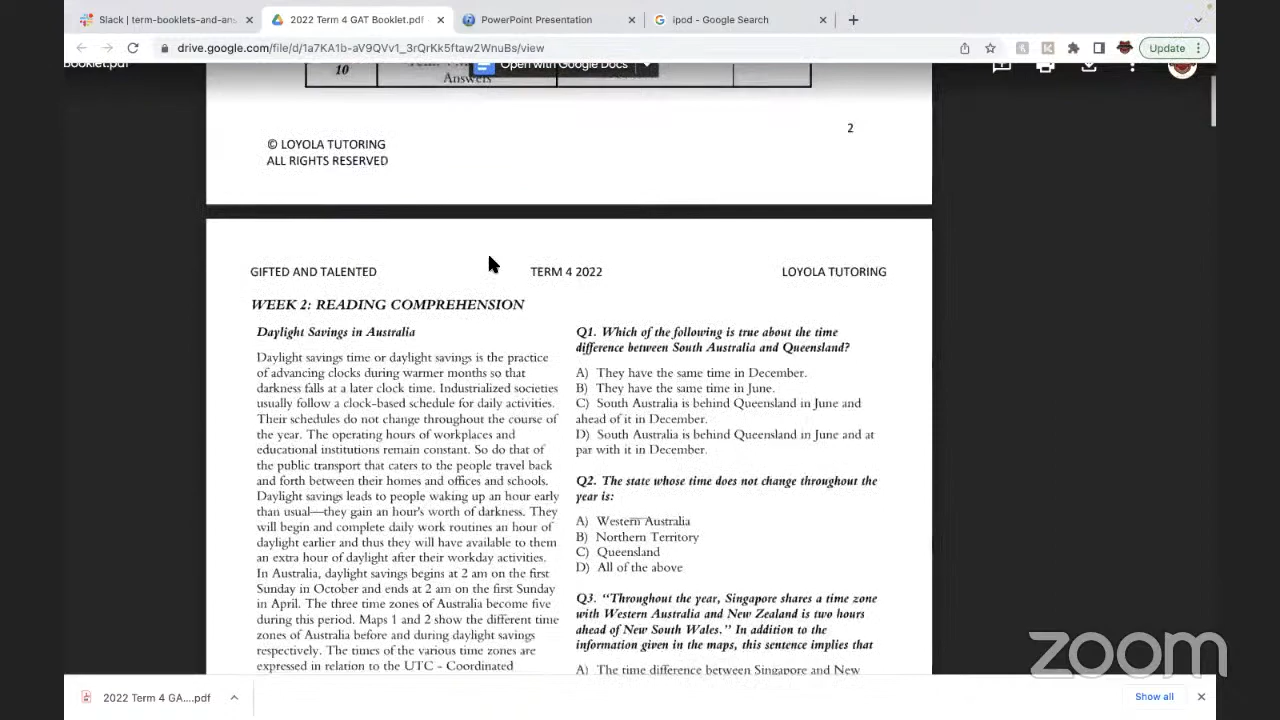 Slack | term-booklets-and-ans
2022 Term 4 GAT Booklet.pdf
PowerPoint Presentation
ipod - Google Search
drive.google.com/file/d/1a7KA1b-aV9QVv1_3rQrKk5ftaw2WnuBs/view
Update
Open with Google Docs
10
Answers
2
© LOYOLA TUTORING
ALL RIGHTS RESERVED
GIFTED AND TALENTED TERM 4 2022 LOYOLA TUTORING
WEEK 2: READING COMPREHENSION
Daylight Savings in Australia
Daylight savings time or daylight savings is the practice
of advancing clocks during warmer months so that
darkness falls at a later clock time. Industrialized societies
usually follow a clock-based schedule for daily activities.
Their schedules do not change throughout the course of
the year. The operating hours of workplaces and
educational institutions remain constant. So do that of
the public transport that caters to the people travel back
and forth between their homes and offices and schools.
Daylight savings leads to people waking up an hour early
than usual—they gain an hour's worth of darkness. They
will begin and complete daily work routines an hour of
daylight earlier and thus they will have available to them
an extra hour of daylight after their workday activities.
In Australia, daylight savings begins at 2 am on the first
Sunday in October and ends at 2 am on the first Sunday
in April. The three time zones of Australia become five
during this period. Maps 1 and 2 show the different time
zones of Australia before and during daylight savings
respectively. The times of the various time zones are
expressed in relation to the UTC - Coordinated
Q1. Which of the following is true about the time
difference between South Australia and Queensland?
A) They have the same time in December.
B) They have the same time in June.
C) South Australia is behind Queensland in June and
ahead of it in December.
D) South Australia is behind Queensland in June and at
par with it in December.
Q2. The state whose time does not change throughout the
year is:
A) Western Australia
B) Northern Territory
C) Queensland
D) All of the above
Q3. “Throughout the year, Singapore shares a time zone
with Western Australia and New Zealand is two hours
ahead of New South Wales.” In addition to the
information given in the maps, this sentence implies that
A) The time difference between Singapore and New
zoom
2022 Term 4 GA....pdf
Show all